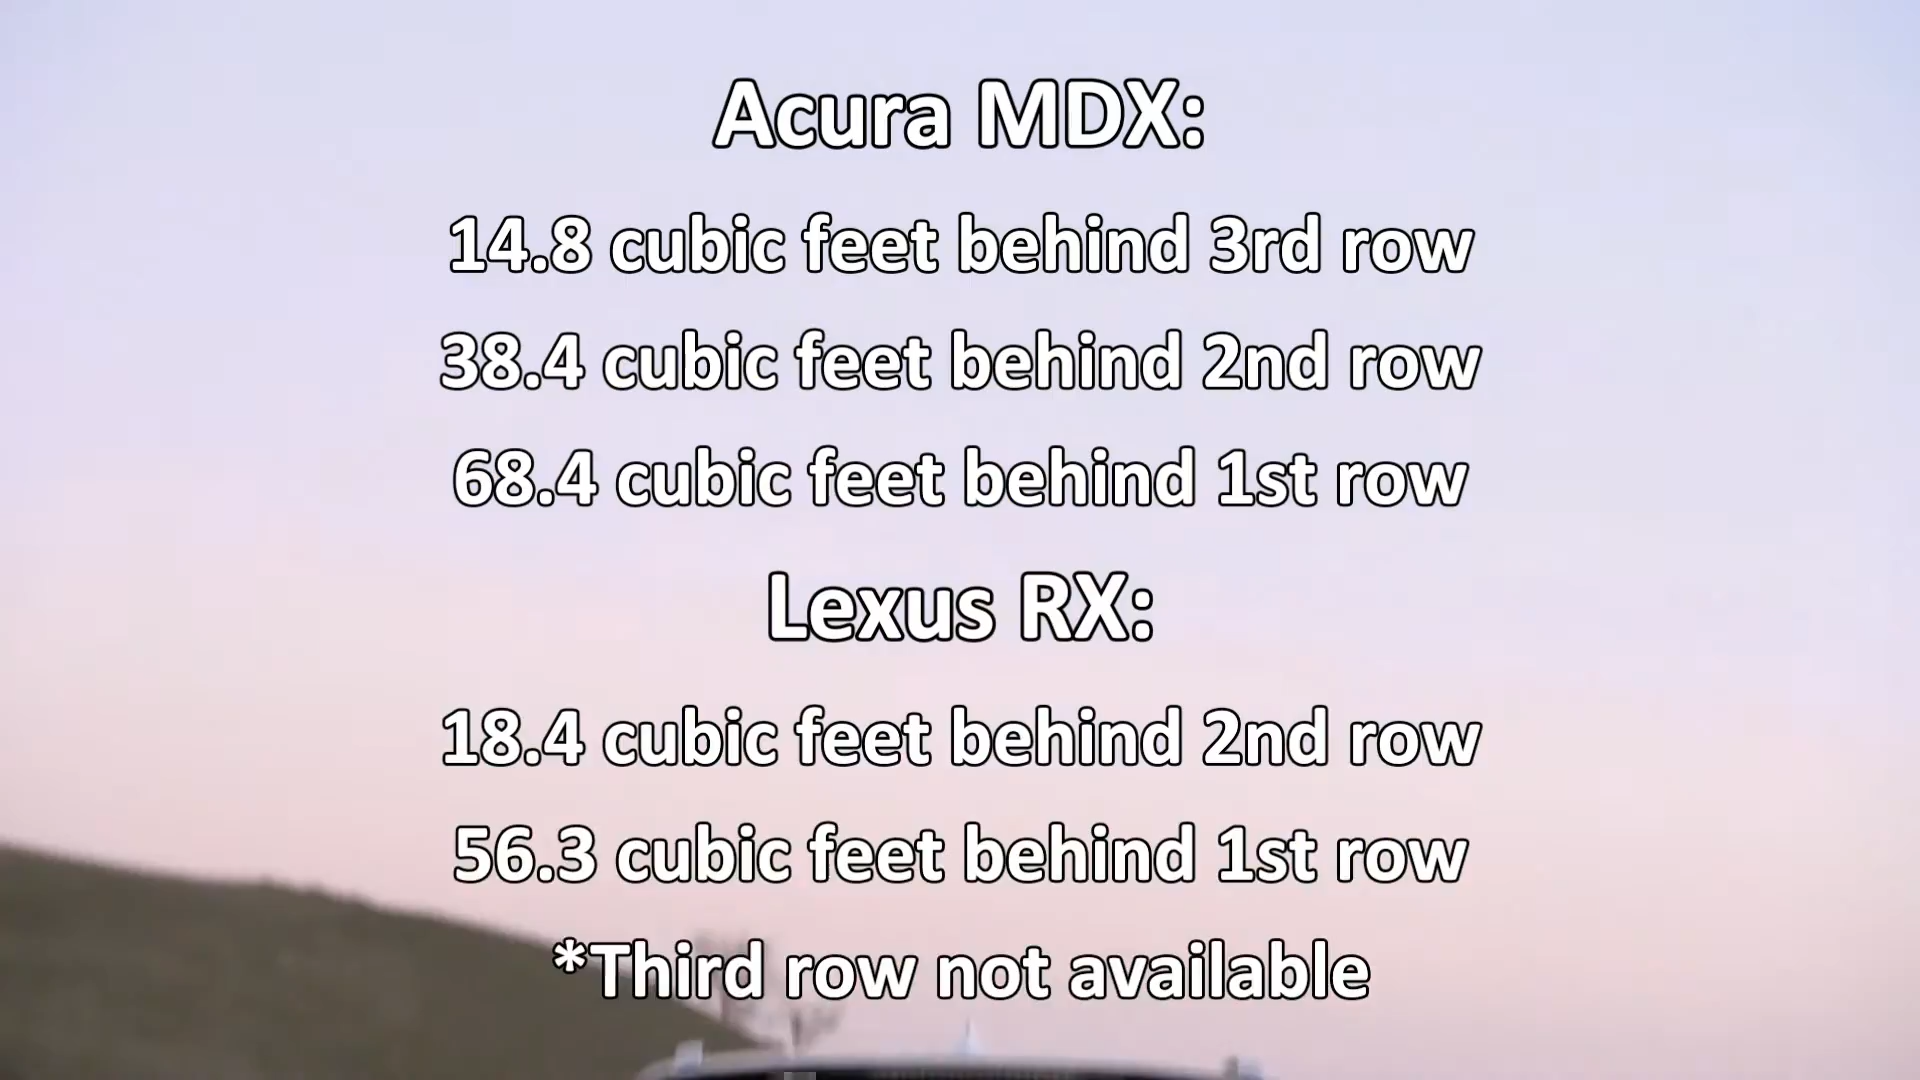 Acura MDX:
14.8 cubic feet behind 3rd row
38.4 cubic feet behind 2nd row
68.4 cubic feet behind 1st row
Lexus RX:
18.4 cubic feet behind 2nd row
56.3 cubic feet behind 1st row
*Third row not available